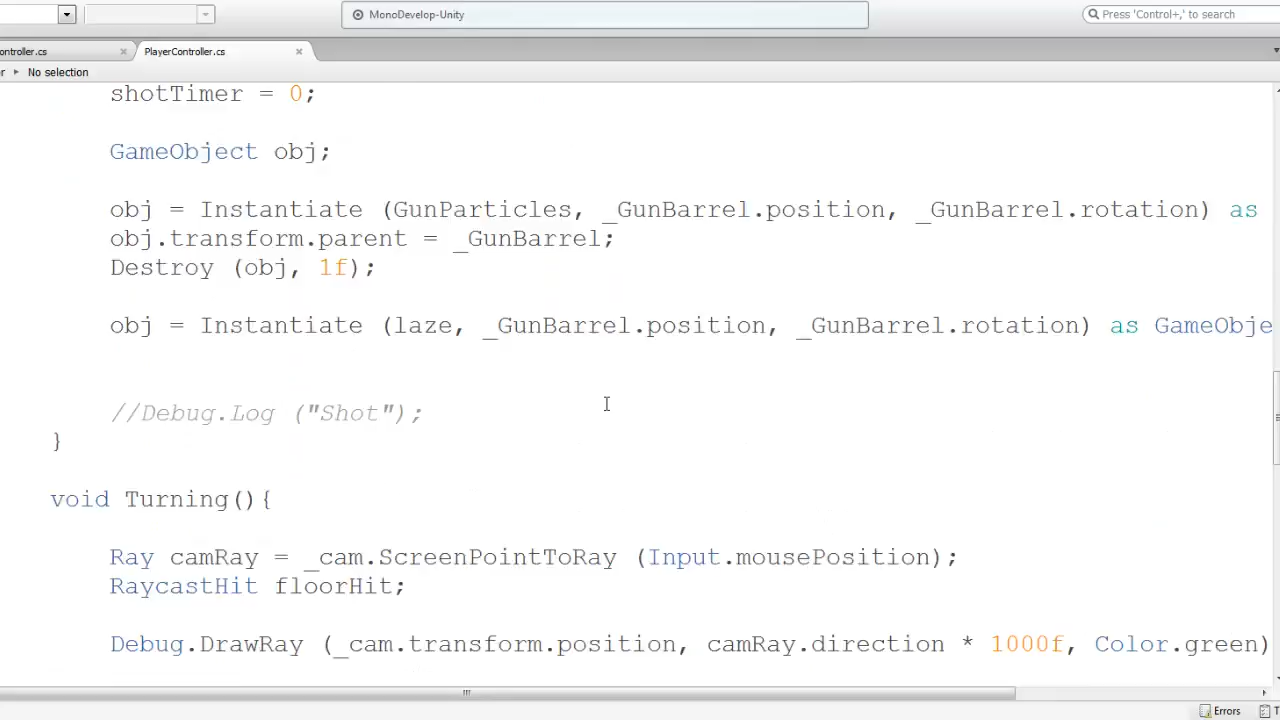 MonoDevelop-Unity
Press 'Control+,' to search
ontroller.cs
PlayerController.cs
r ▸ No selection
shotTimer = 0;
GameObject obj;
obj = Instantiate (GunParticles, _GunBarrel.position, _GunBarrel.rotation) as
obj.transform.parent = _GunBarrel;
Destroy (obj, 1f);
obj = Instantiate (laze, _GunBarrel.position, _GunBarrel.rotation) as GameObje
//Debug.Log ("Shot");
}
void Turning(){
Ray camRay = _cam.ScreenPointToRay (Input.mousePosition);
RaycastHit floorHit;
Debug.DrawRay (_cam.transform.position, camRay.direction * 1000f, Color.green)
Errors
T